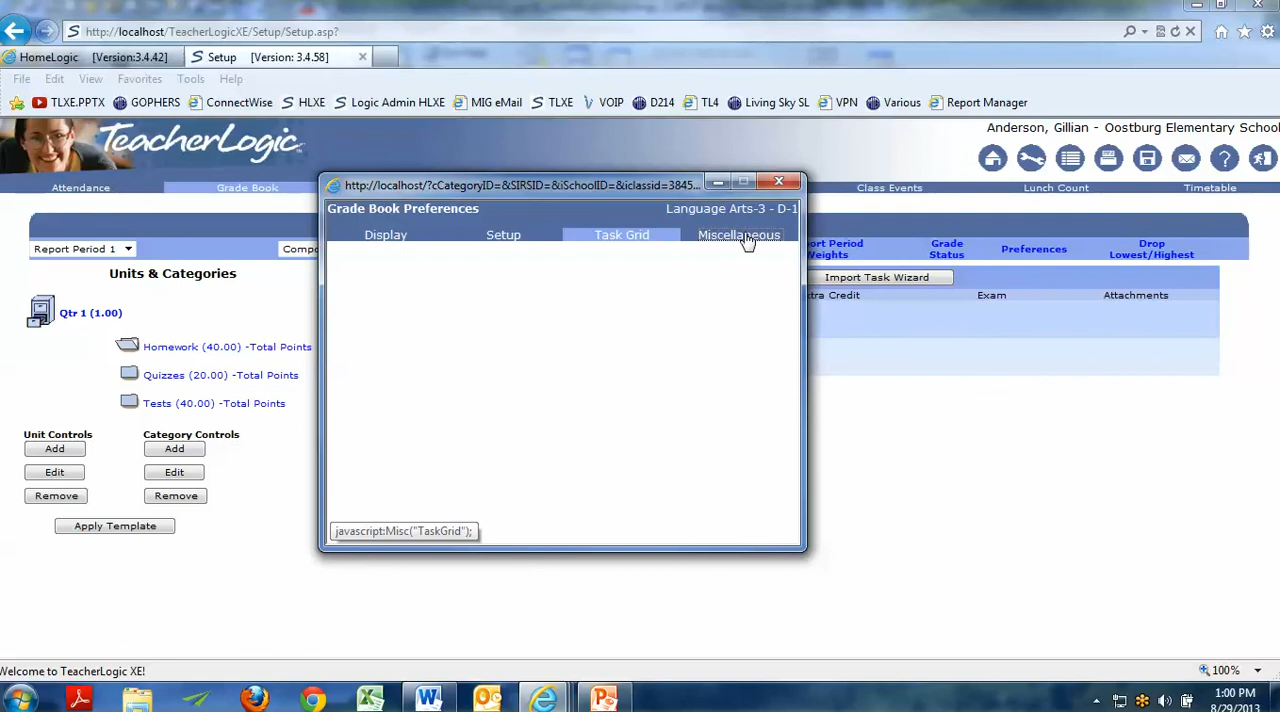 http://localhost/TeacherLogicXE/Setup/Setup.asp?
HomeLogic [Version:3.4.42]
Setup [Version:3.4.58]
File Edit View Favorites Tools Help
TLXE.PPTX GOPHERS ConnectWise HLXE Logic Admin HLXE MIG eMail TLXE VOIP D214 TL4 Living Sky SL VPN Various Report Manager
TeacherLogic
Anderson, Gillian - Oostburg Elementary School
Attendance Grade Book Class Events Lunch Count Timetable
http://localhost/?cCategoryID=&SIRSID=&iSchoolID=&iclassid=3845...
Grade Book Preferences Language Arts-3 - D-1
Display Setup Task Grid Miscellaneous
Report Period 1
Compo
ort Period Weights
Grade Status
Preferences
Drop Lowest/Highest
Units & Categories
Import Task Wizard
xtra Credit Exam Attachments
Qtr 1 (1.00)
Homework (40.00) -Total Points
Quizzes (20.00) -Total Points
Tests (40.00) -Total Points
Unit Controls Category Controls
Add Add
Edit Edit
Remove Remove
Apply Template
javascript:Misc("TaskGrid");
Welcome to TeacherLogic XE!
100%
1:00 PM
8/29/2013